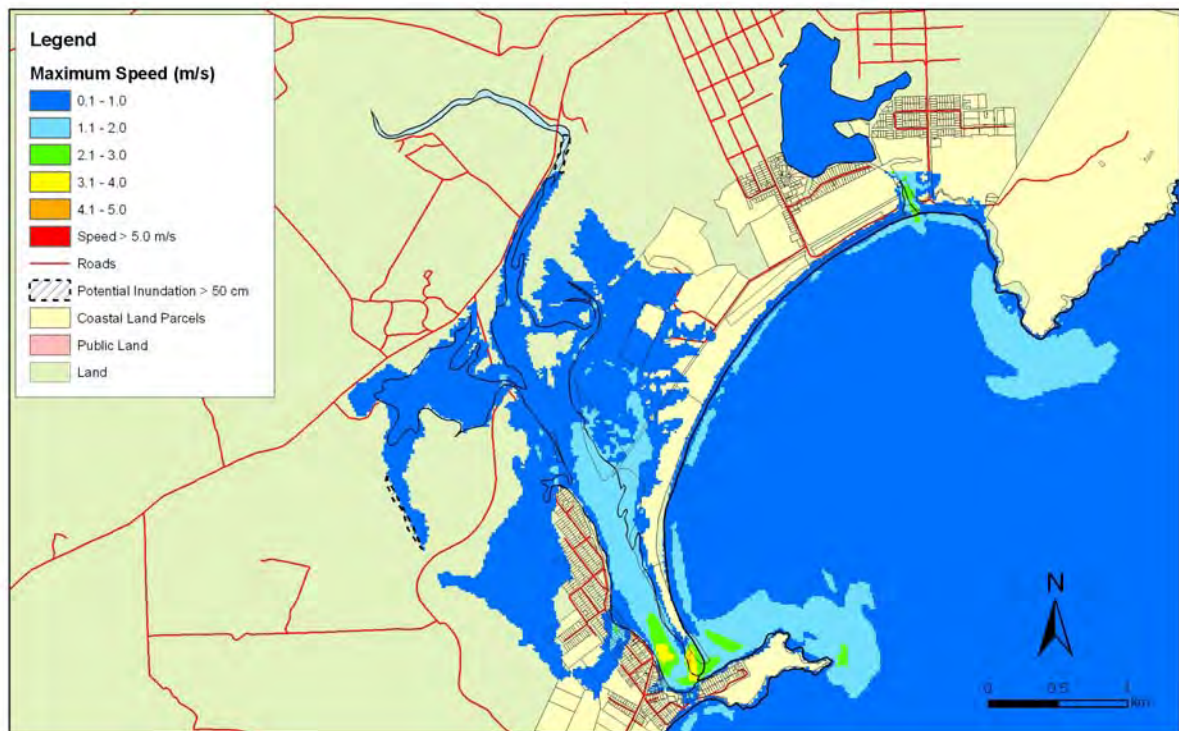 Legend
Maximum Speed (m/s)
0.1 - 1.0
1.1 - 2.0
2.1 - 3.0
3.1 - 4.0
4.1 - 5.0
Speed > 5.0 m/s
Roads
Potential Inundation > 50 cm
Coastal Land Parcels
Public Land
Land
N
0 0.5 1
km